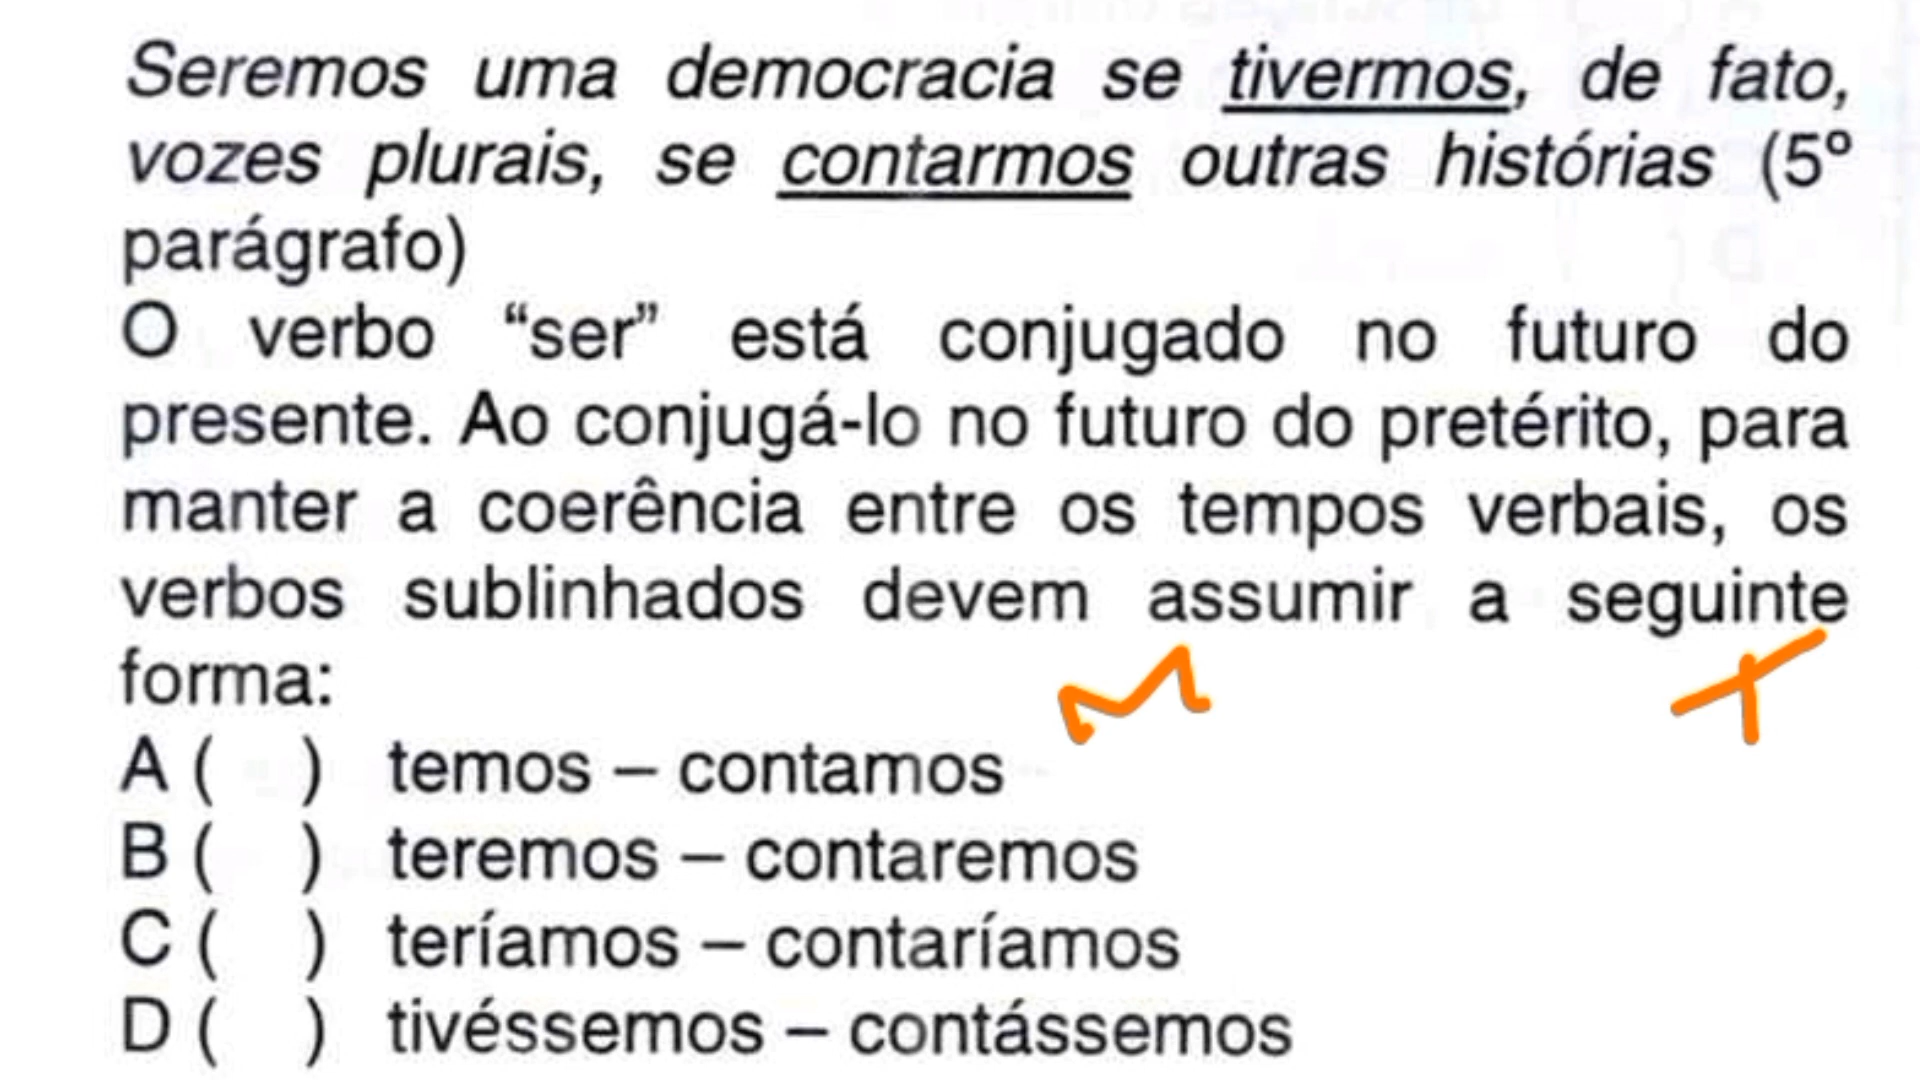 Seremos uma democracia se tivermos, de fato,
vozes plurais, se contarmos outras histórias (5º
parágrafo)
O verbo “ser” está conjugado no futuro do
presente. Ao conjugá-lo no futuro do pretérito, para
manter a coerência entre os tempos verbais, os
verbos sublinhados devem assumir a seguinte
forma:
A ( ) temos – contamos
B ( ) teremos – contaremos
C ( ) teríamos – contaríamos
D ( ) tivéssemos – contássemos